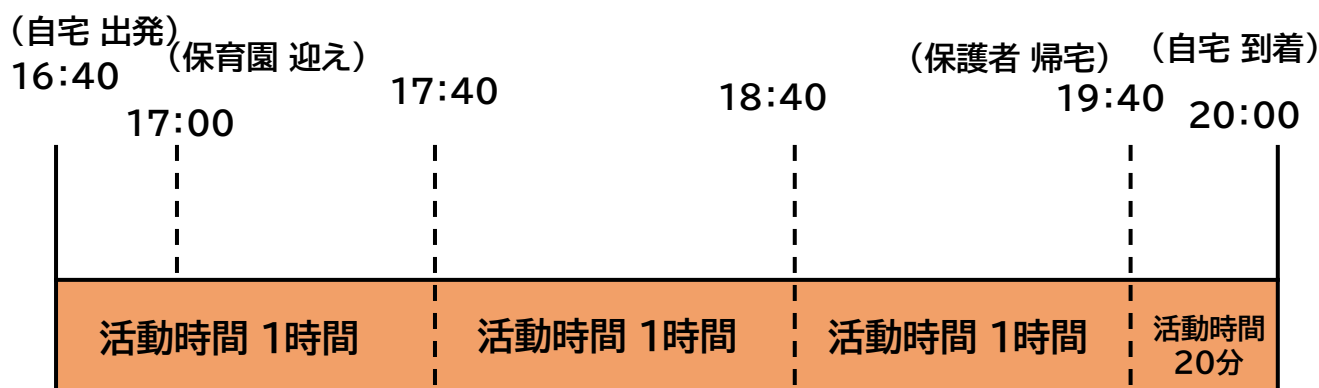 (自宅 出発)
16:40
(保育園 迎え)
17:00
17:40
18:40
(保護者 帰宅)
19:40
(自宅 到着)
20:00
活動時間 1時間
活動時間 1時間
活動時間 1時間
活動時間
20分